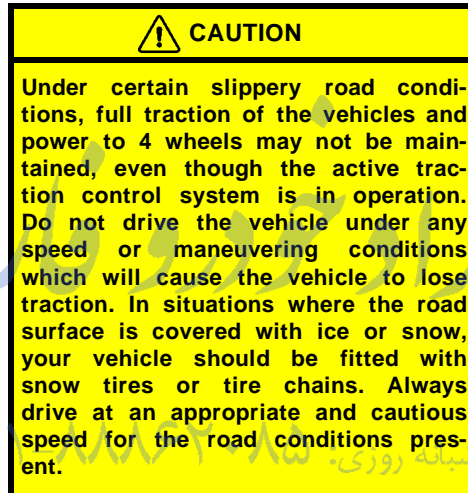 CAUTION
Under certain slippery road condi-
tions, full traction of the vehicles and
power to 4 wheels may not be main-
tained, even though the active trac-
tion control system is in operation.
Do not drive the vehicle under any
speed or maneuvering conditions
which will cause the vehicle to lose
traction. In situations where the road
surface is covered with ice or snow,
your vehicle should be fitted with
snow tires or tire chains. Always
drive at an appropriate and cautious
speed for the road conditions pres-
ent.